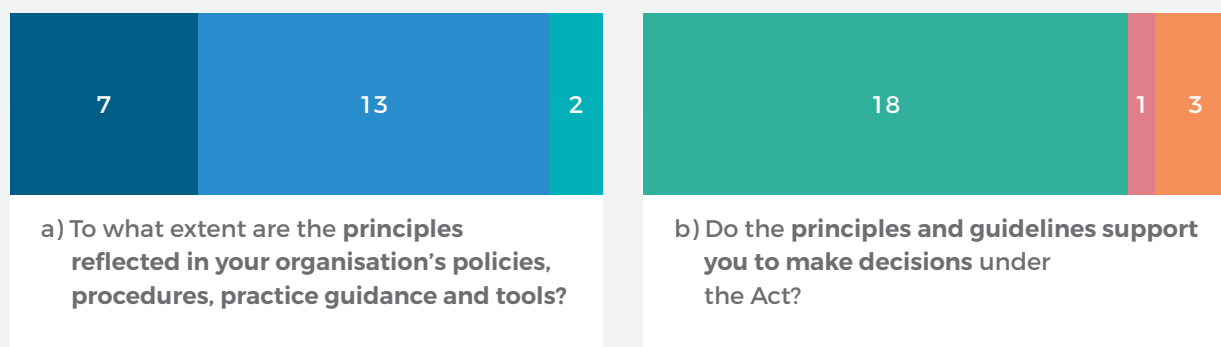 7
13
2
a) To what extent are the principles
reflected in your organisation’s policies,
procedures, practice guidance and tools?
18
1
3
b) Do the principles and guidelines support
you to make decisions under
the Act?